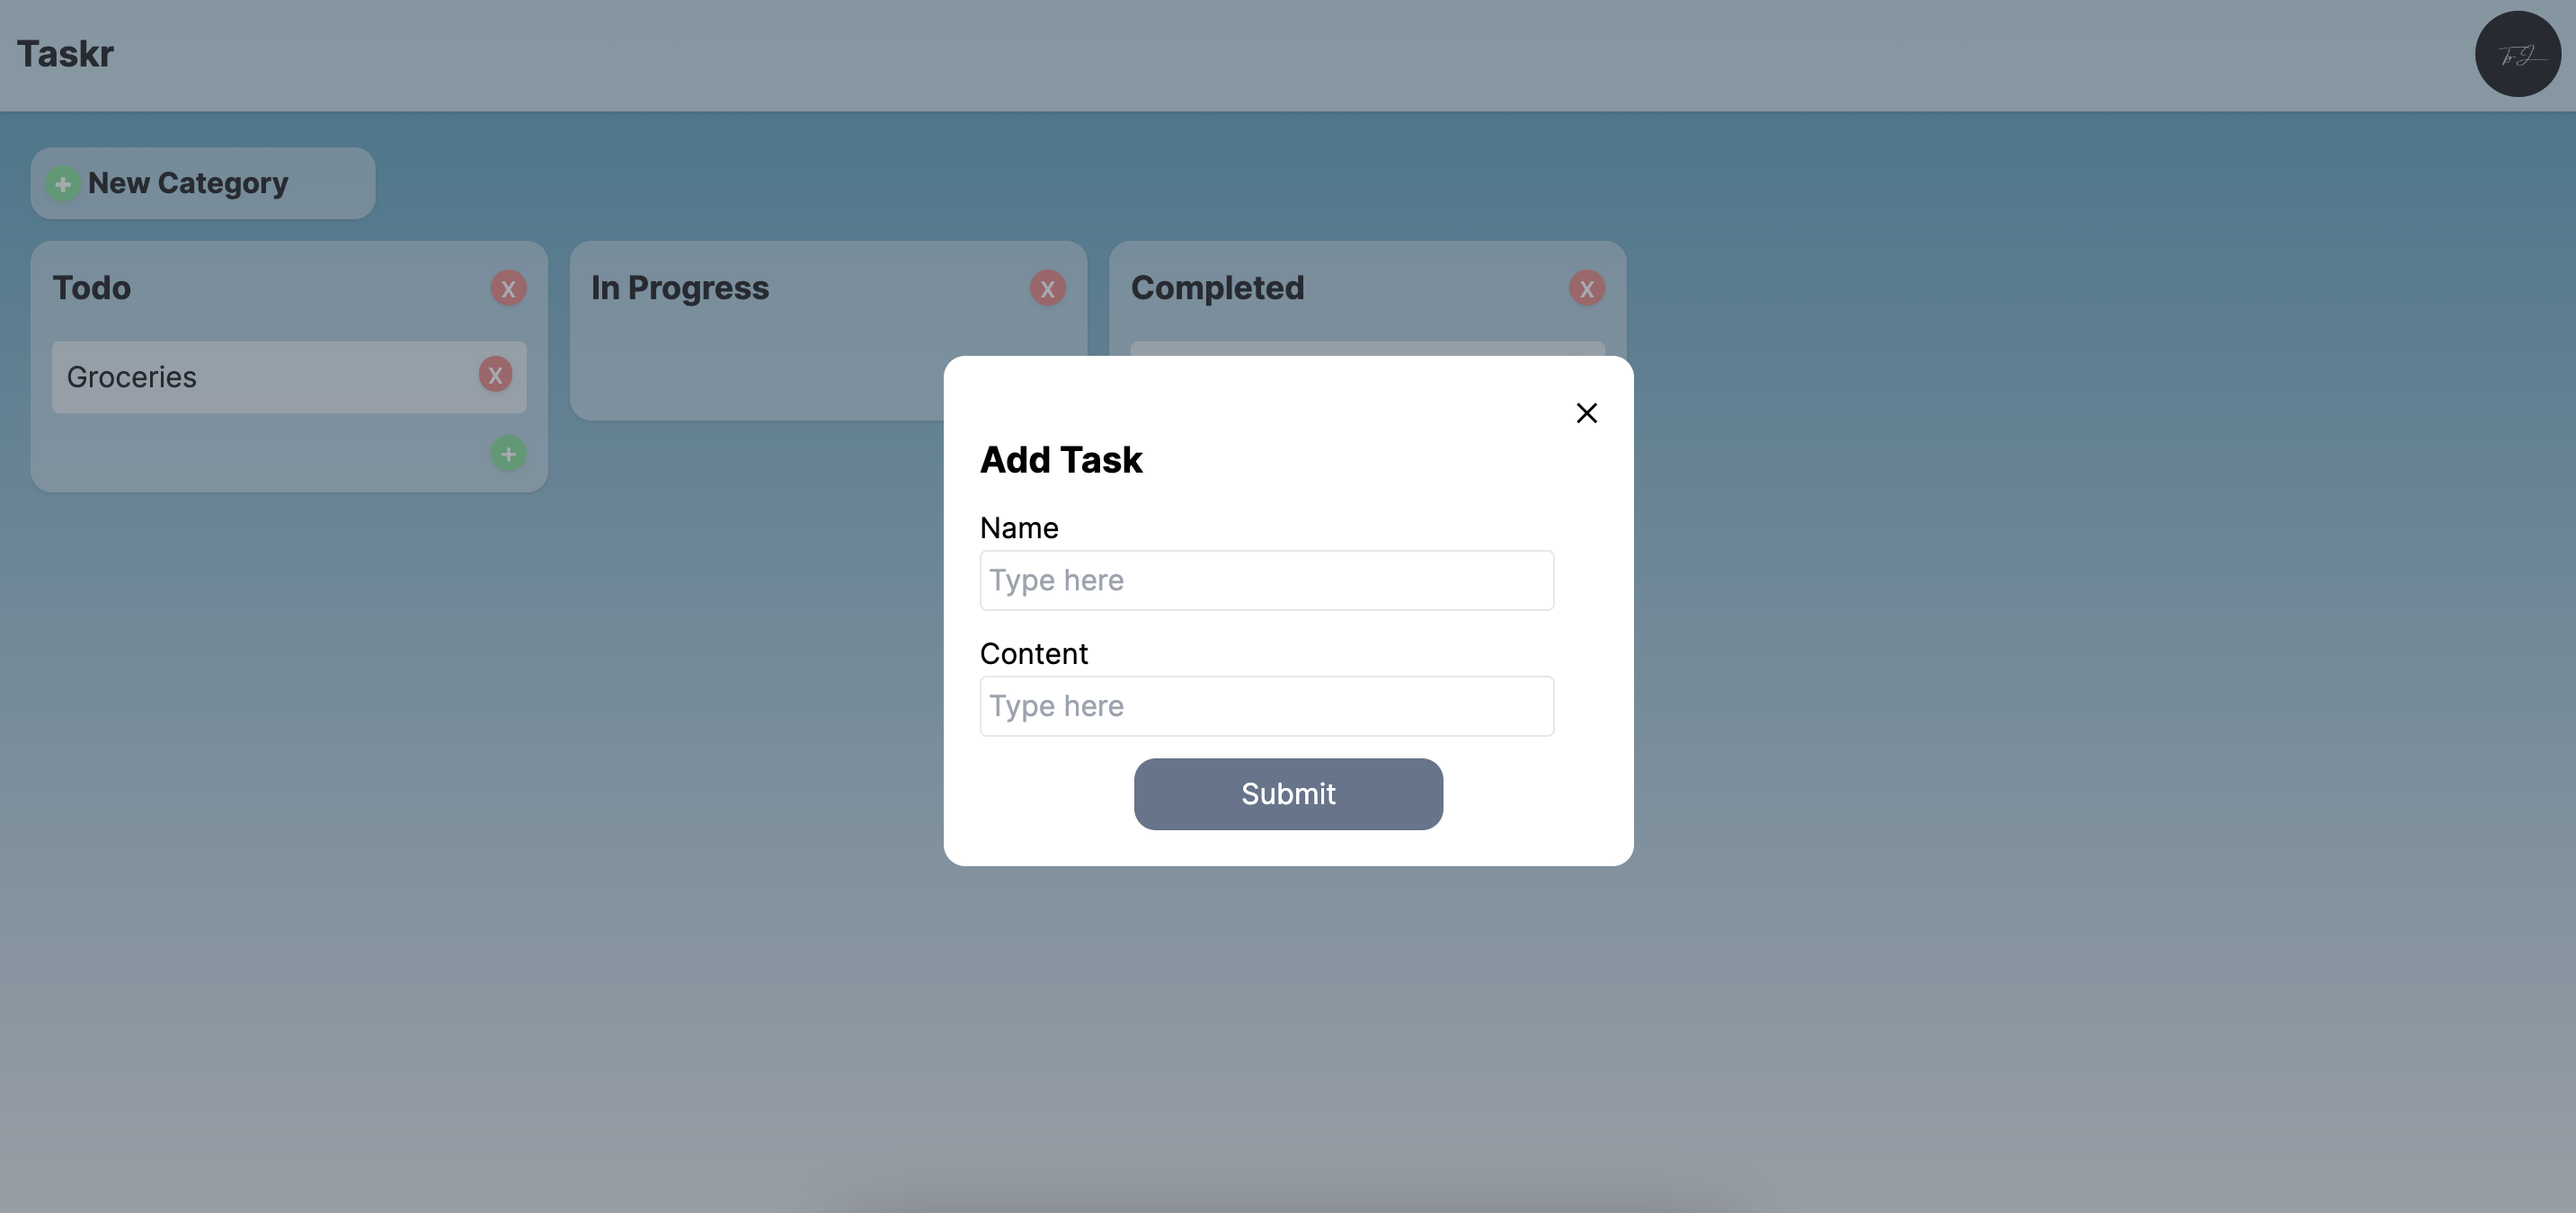 Taskr
+ New Category
Todo X
In Progress X
Completed X
Groceries X
+
Add Task
Name
Type here
Content
Type here
Submit